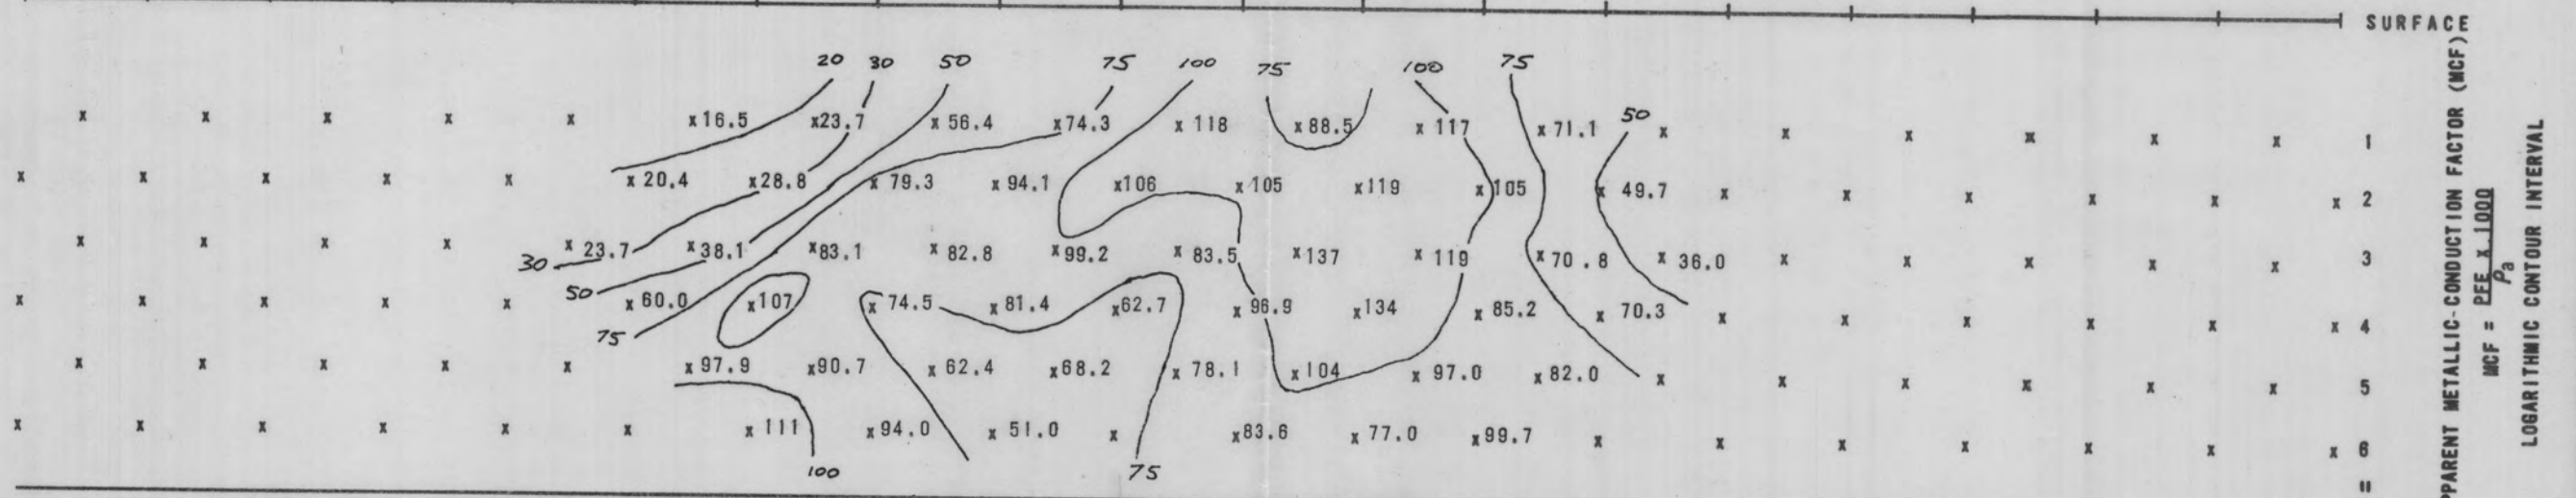 SURFACE
20 30 50 75 100 75 100 75
50
x x x x x x16.5 x23.7 x56.4 x74.3 x118 x88.5 x117 x71.1 x x x x x x 1
x x x x x x20.4 x28.8 x79.3 x94.1 x106 x105 x119 x105 x49.7 x x x x x x 2
x x x x x23.7 x38.1 x83.1 x82.8 x99.2 x83.5 x137 x119 x70.8 x36.0 x x x x x 3
30
50
x x x x x x60.0 x107 x74.5 x81.4 x62.7 x96.9 x134 x85.2 x70.3 x x x x x x 4
75
x x x x x x97.9 x90.7 x62.4 x68.2 x78.1 x104 x97.0 x82.0 x x x x x x 5
x x x x x x x111 x94.0 x51.0 x x83.6 x77.0 x99.7 x x x x x x x 6
100 75
=
PPARENT METALLIC-CONDUCTION FACTOR (MCF)
MCF = PFE x 1000
ρa
LOGARITHMIC CONTOUR INTERVAL